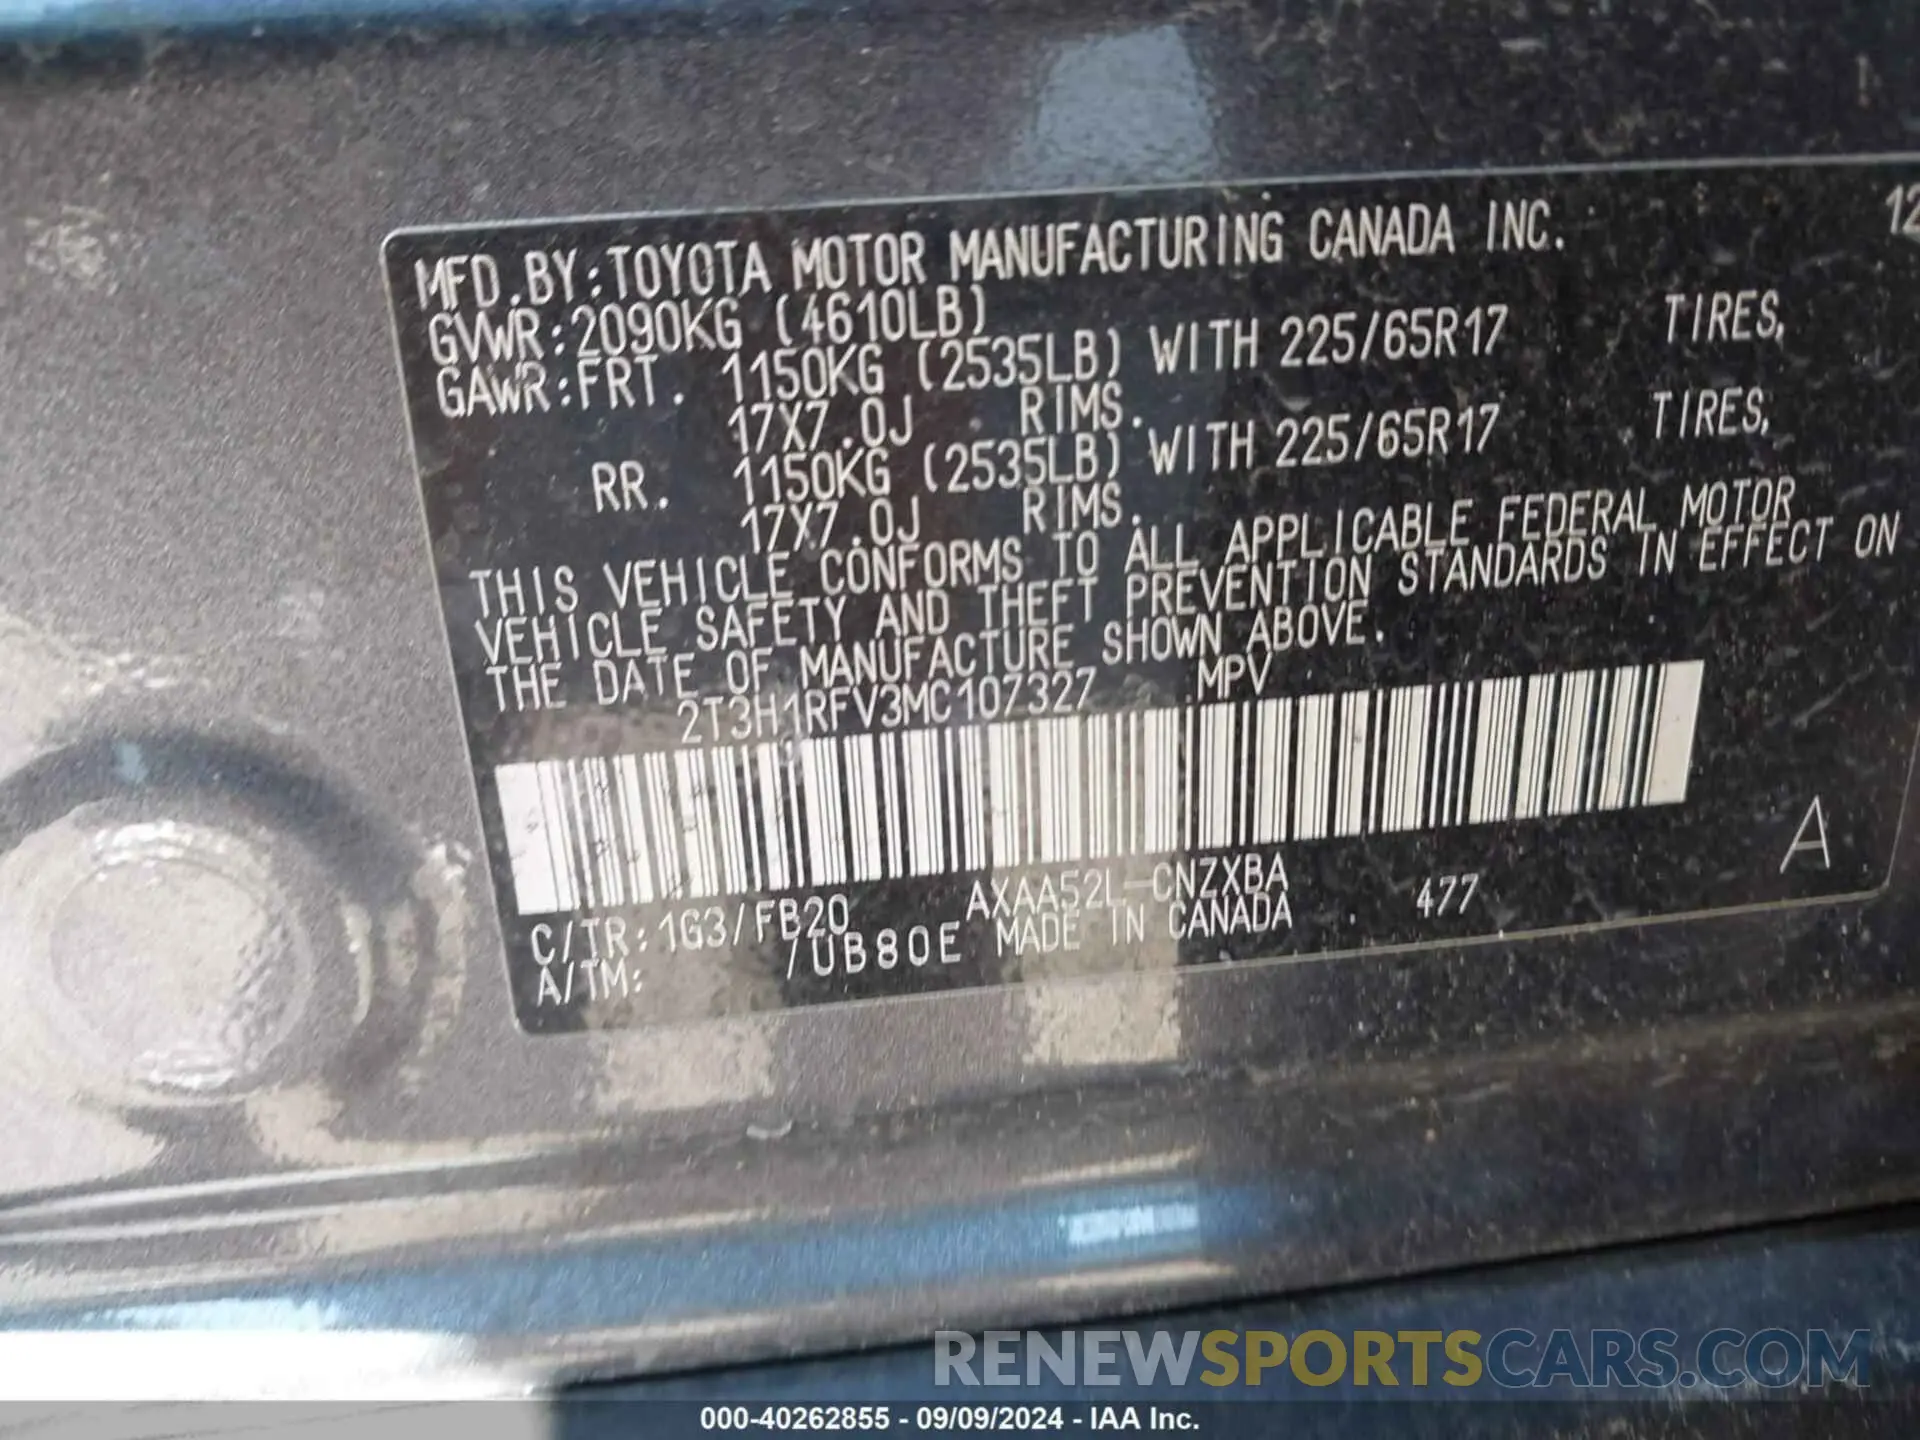 MFD.BY:TOYOTA MOTOR MANUFACTURING CANADA INC. 12
GVWR:2090KG (4610LB)
GAWR:FRT. 1150KG (2535LB) WITH 225/65R17 TIRES,
17X7.0J RIMS.
RR. 1150KG (2535LB) WITH 225/65R17 TIRES,
17X7.0J RIMS.
THIS VEHICLE CONFORMS TO ALL APPLICABLE FEDERAL MOTOR
VEHICLE SAFETY AND THEFT PREVENTION STANDARDS IN EFFECT ON
THE DATE OF MANUFACTURE SHOWN ABOVE.
2T3H1RFV3MC107327 MPV
A
C/TR:1G3/FB20 AXAA52L-CNZXBA 477
A/TM: /UB80E MADE IN CANADA
RENEWSPORTSCARS.COM
000-40262855 - 09/09/2024 - IAA Inc.